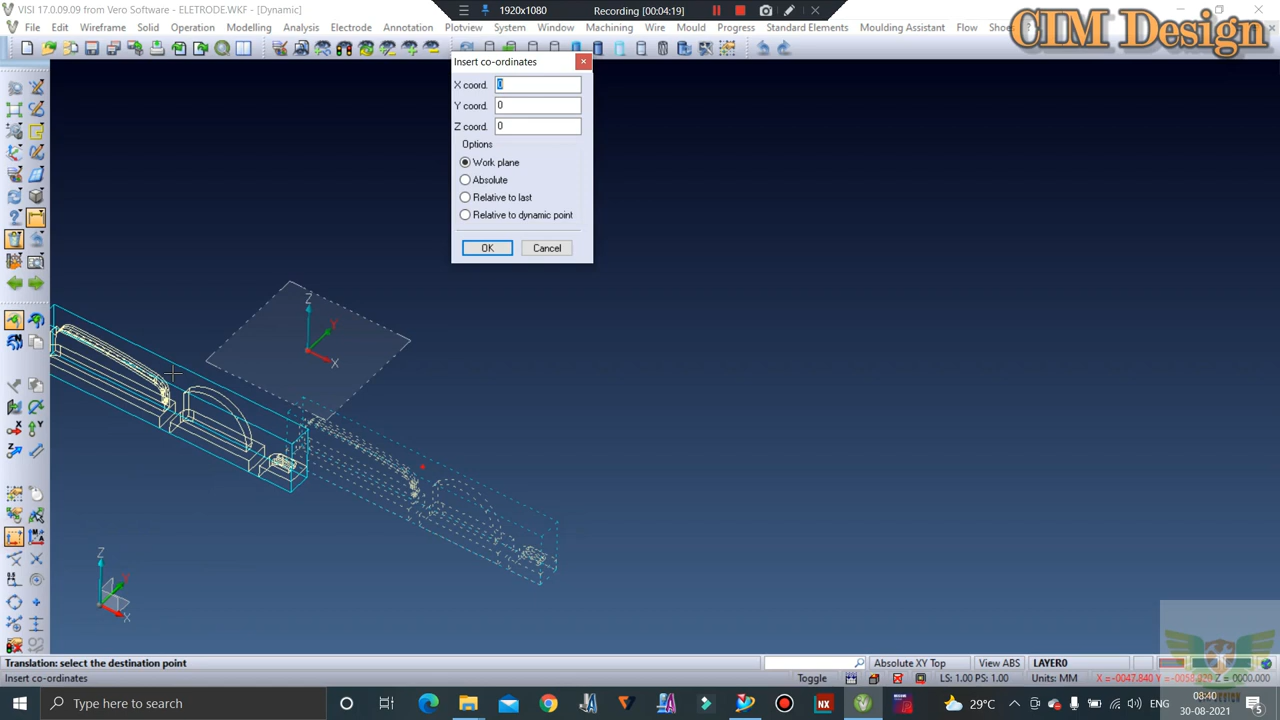 VISI 17.0.09.09 from Vero Software - ELETRODE.WKF - [Dynamic]
1920x1080
Recording [00:04:19]
CIM Design
File Edit Wireframe Solid Operation Modelling Analysis Electrode Annotation Plotview System Window Machining Mould Wire Progress Standard Elements Moulding Assistant Flow Shoe
Insert co-ordinates
X coord. 0
Y coord. 0
Z coord. 0
Options
Work plane
Absolute
Relative to last
Relative to dynamic point
OK Cancel
Z
Y
X
Z
Y
X
Translation: select the destination point
Absolute XY Top
View ABS
LAYER0
Insert co-ordinates
Toggle
LS: 1.00 PS: 1.00
Units: MM
Type here to search
NX
29°C
ENG
08:40
30-08-2021
5